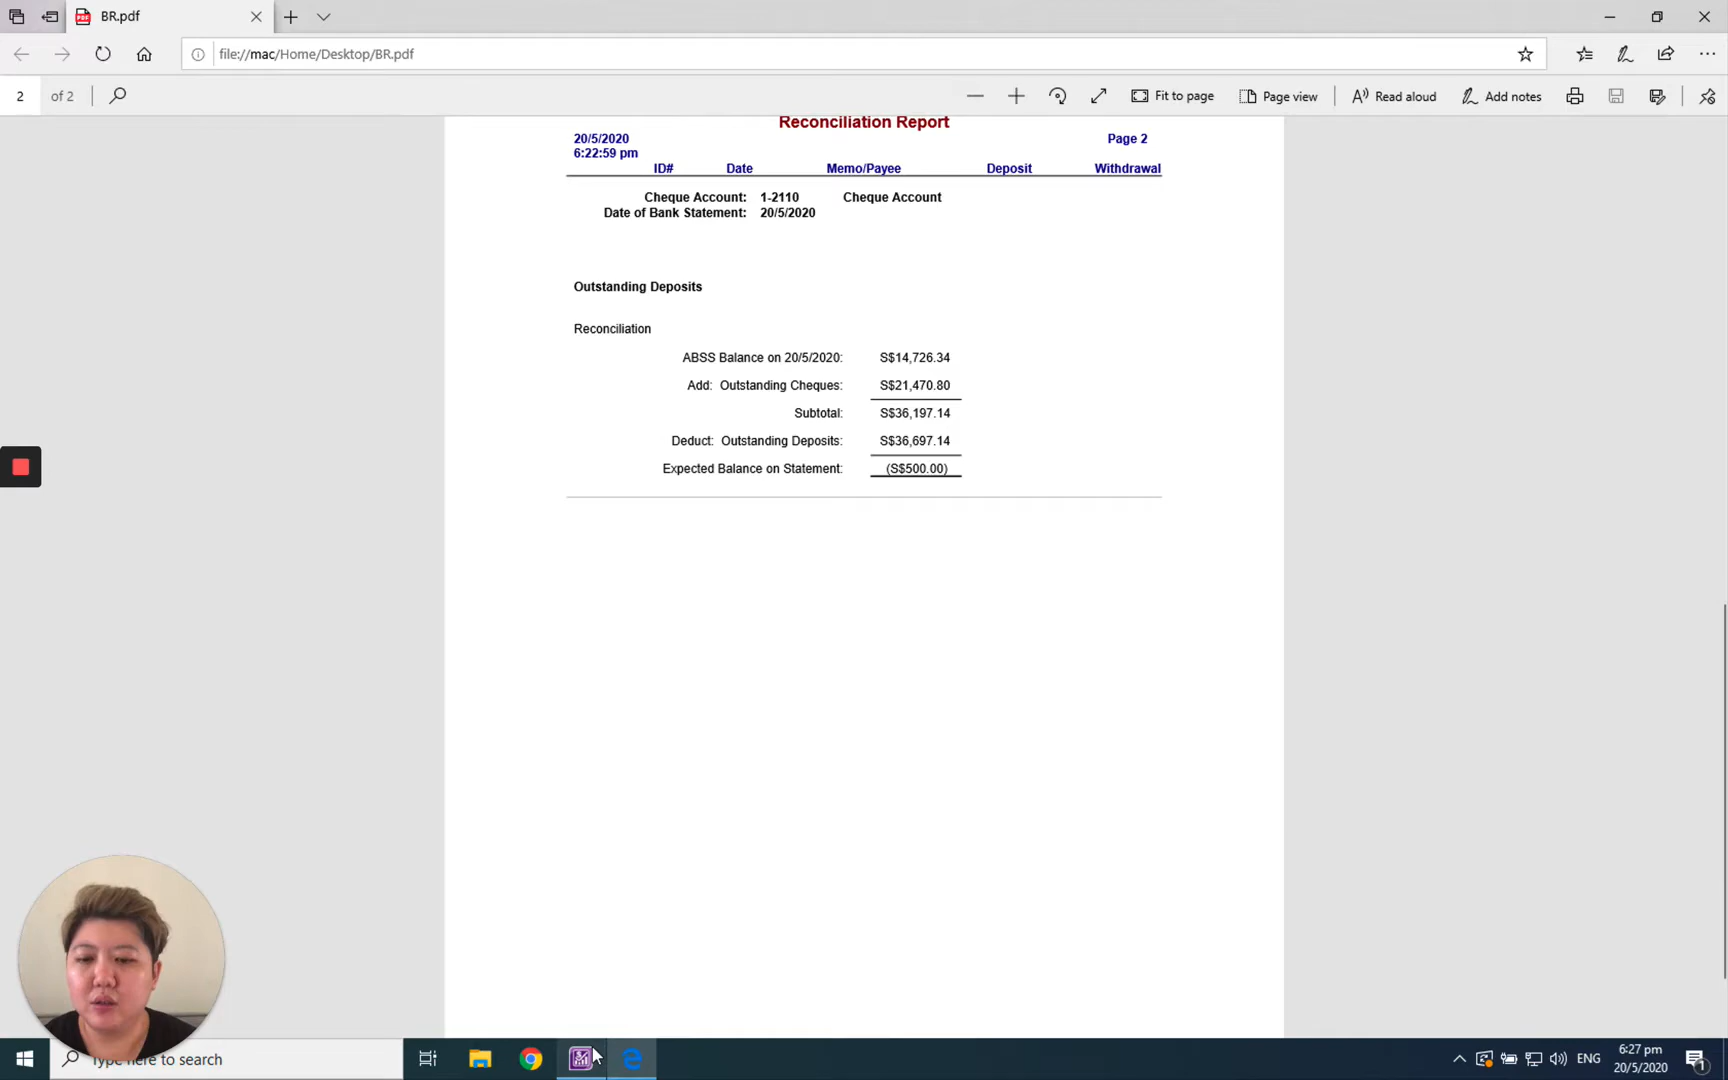 BR.pdf
file://mac/Home/Desktop/BR.pdf
2 of 2
Fit to page
Page view
Read aloud
Add notes
Reconciliation Report
20/5/2020
Page 2
6:22:59 pm
ID# Date Memo/Payee Deposit Withdrawal
Cheque Account: 1-2110 Cheque Account
Date of Bank Statement: 20/5/2020
Outstanding Deposits
Reconciliation
ABSS Balance on 20/5/2020: S$14,726.34
Add: Outstanding Cheques: S$21,470.80
Subtotal: S$36,197.14
Deduct: Outstanding Deposits: S$36,697.14
Expected Balance on Statement: (S$500.00)
Type here to search
ENG
6:27 pm
20/5/2020
1